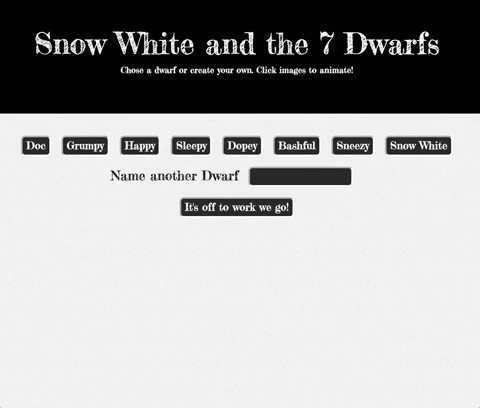 Snow White and the 7 Dwarfs
Chose a dwarf or create your own. Click images to animate!
Doc Grumpy Happy Sleepy Dopey Bashful Sneezy Snow White
Name another Dwarf
It's off to work we go!